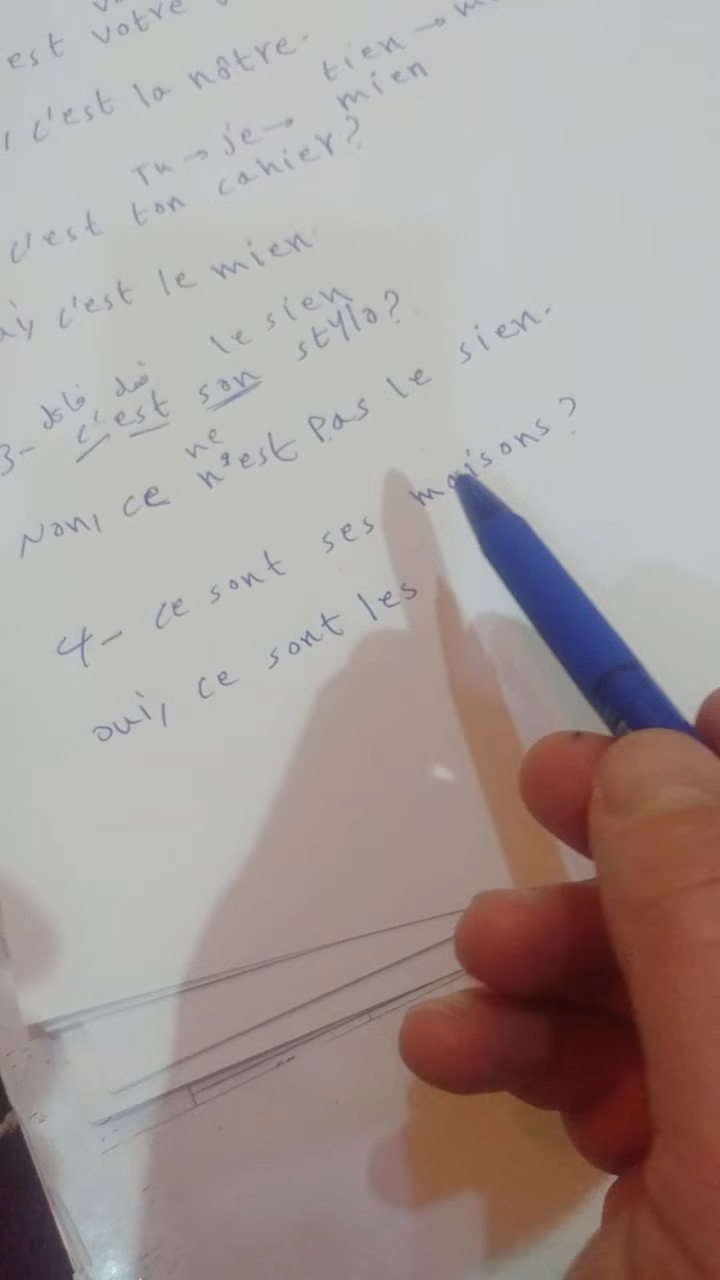 est votre
, c'est la nôtre.
tien →
Tu → je → mien
c'est ton cahier?
c'est le mien.
le sien
3- c'est son stylo?
ne
Non, ce n'est pas le sien.
4- ce sont ses maisons?
oui, ce sont les